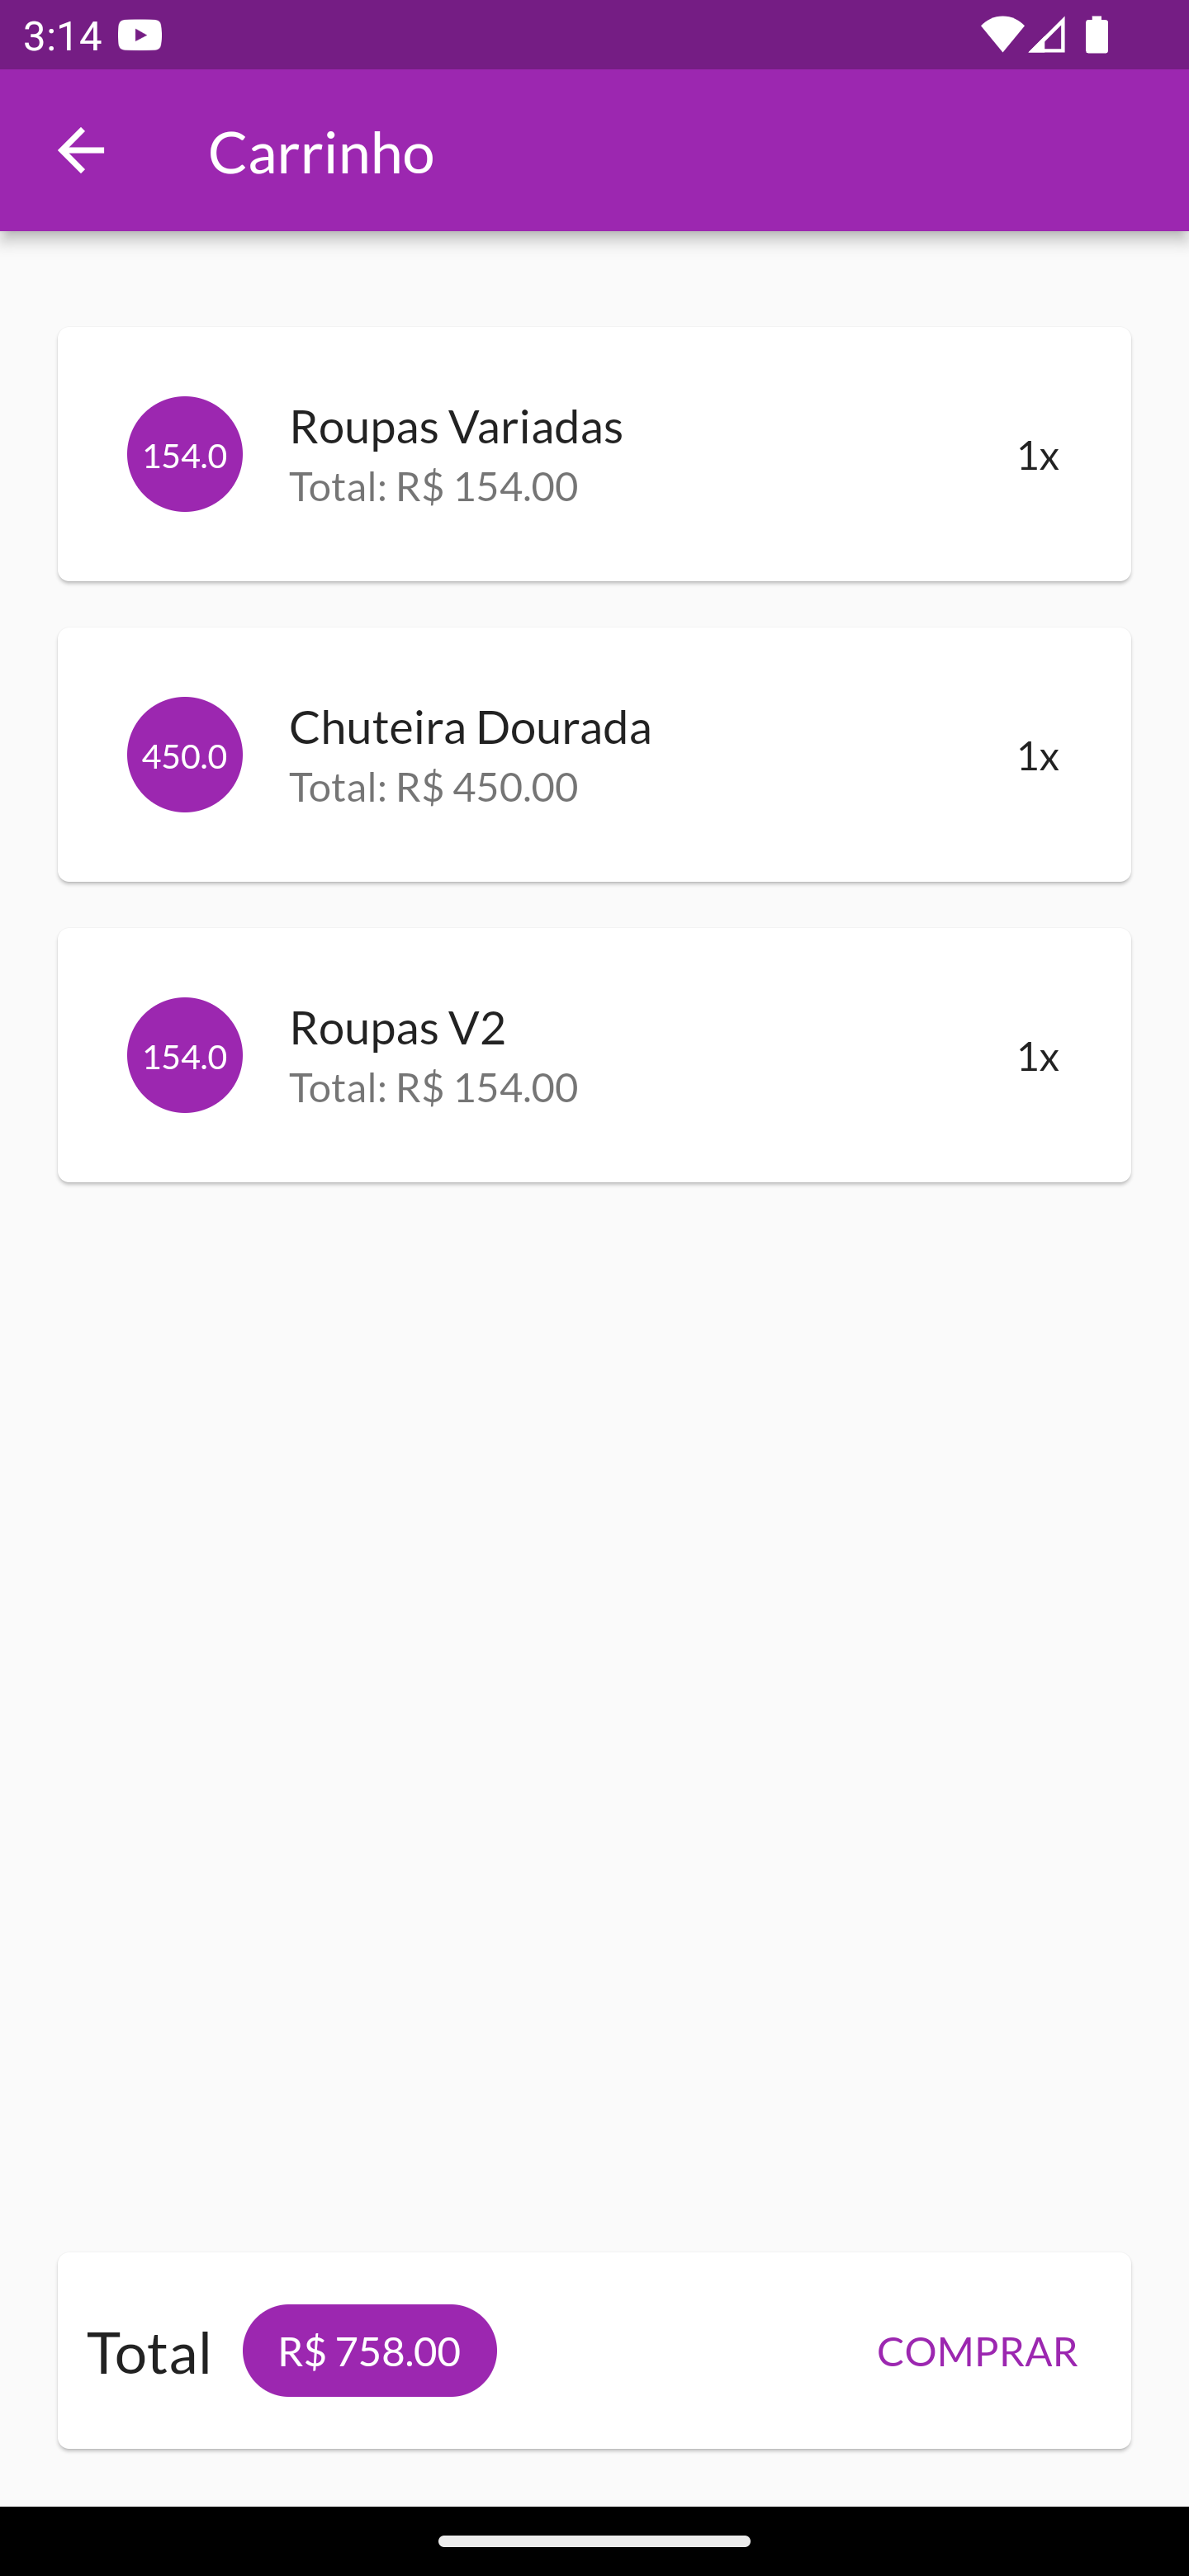 3:14
Carrinho
154.0
Roupas Variadas
Total: R$ 154.00
1x
450.0
Chuteira Dourada
Total: R$ 450.00
1x
154.0
Roupas V2
Total: R$ 154.00
1x
Total R$ 758.00 COMPRAR